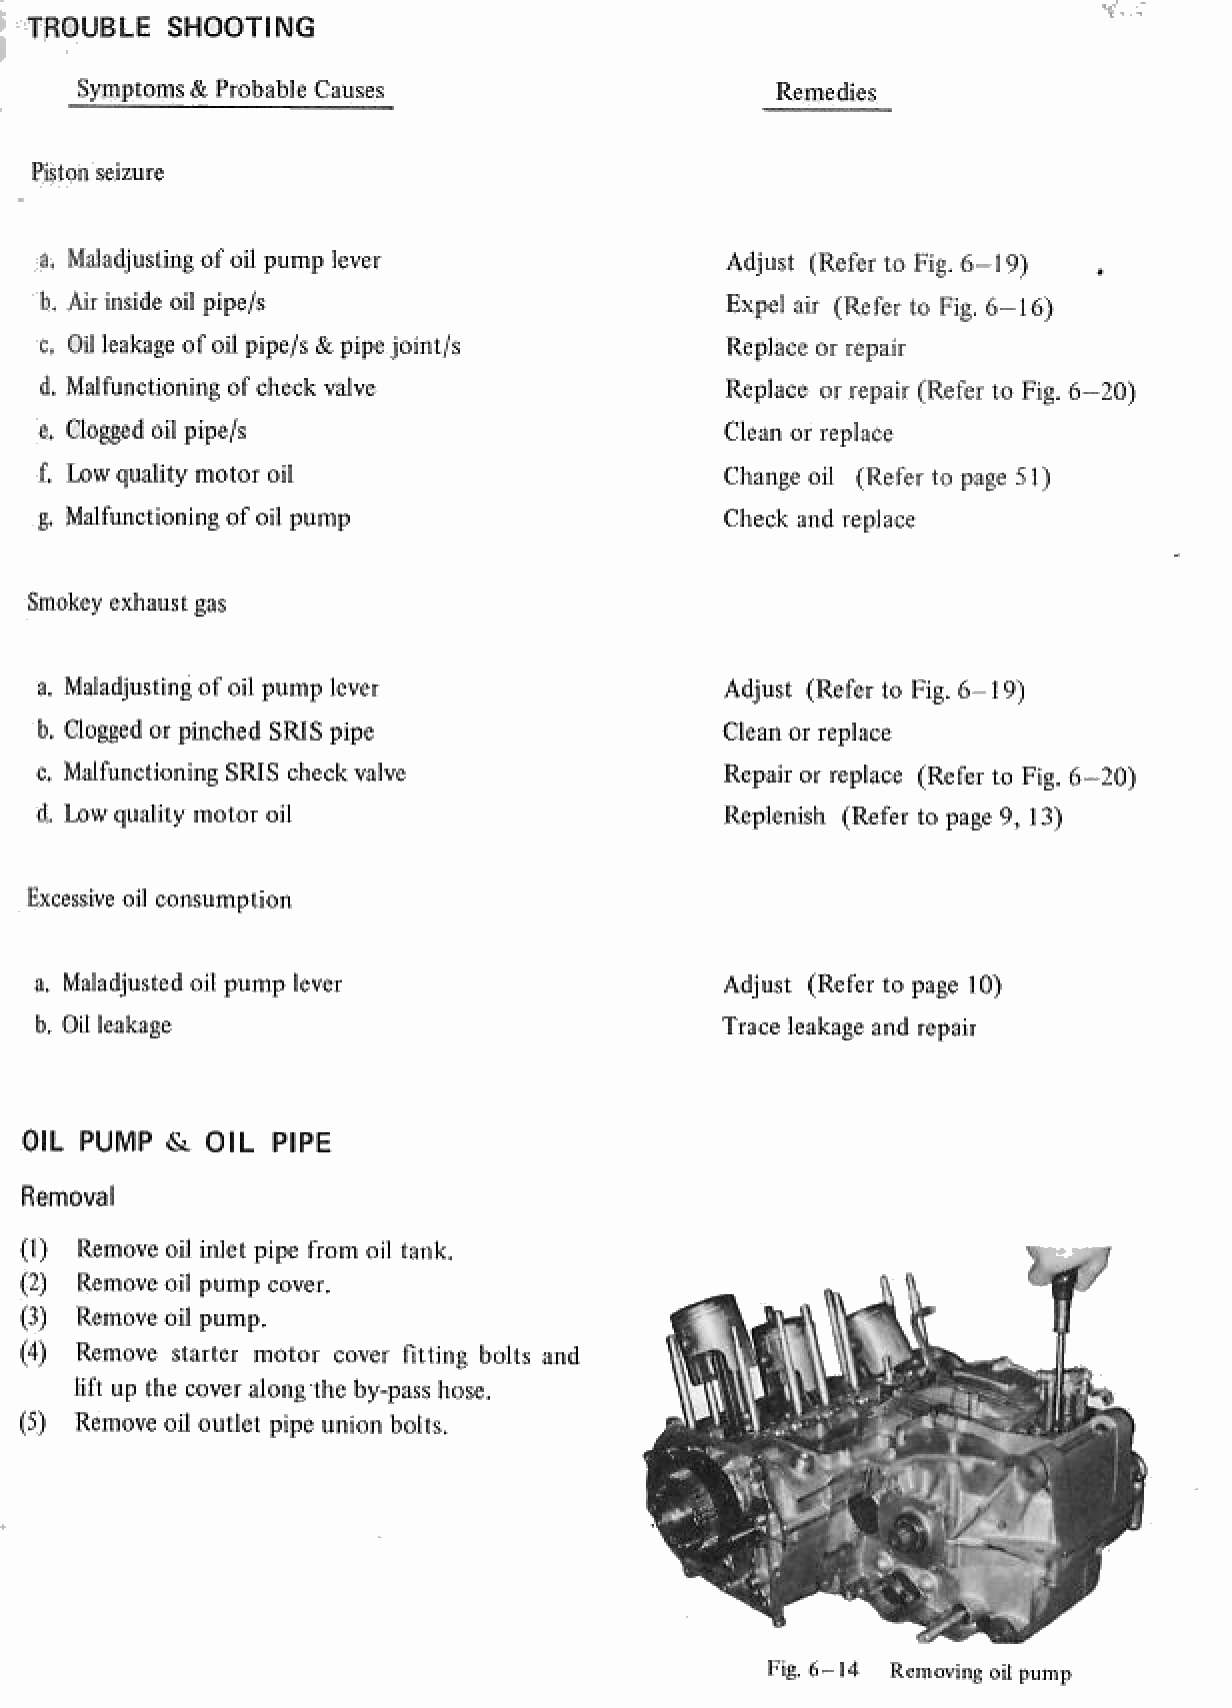 TROUBLE SHOOTING
Symptoms & Probable Causes Remedies
Piston seizure
a. Maladjusting of oil pump lever Adjust (Refer to Fig. 6–19)
b. Air inside oil pipe/s Expel air (Refer to Fig. 6–16)
c. Oil leakage of oil pipe/s & pipe joint/s Replace or repair
d. Malfunctioning of check valve Replace or repair (Refer to Fig. 6–20)
e. Clogged oil pipe/s Clean or replace
f. Low quality motor oil Change oil (Refer to page 51)
g. Malfunctioning of oil pump Check and replace
Smokey exhaust gas
a. Maladjusting of oil pump lever Adjust (Refer to Fig. 6–19)
b. Clogged or pinched SRIS pipe Clean or replace
c. Malfunctioning SRIS check valve Repair or replace (Refer to Fig. 6–20)
d. Low quality motor oil Replenish (Refer to page 9, 13)
Excessive oil consumption
a. Maladjusted oil pump lever Adjust (Refer to page 10)
b. Oil leakage Trace leakage and repair
OIL PUMP & OIL PIPE
Removal
(1) Remove oil inlet pipe from oil tank.
(2) Remove oil pump cover.
(3) Remove oil pump.
(4) Remove starter motor cover fitting bolts and
lift up the cover along the by-pass hose.
(5) Remove oil outlet pipe union bolts.
Fig. 6–14 Removing oil pump